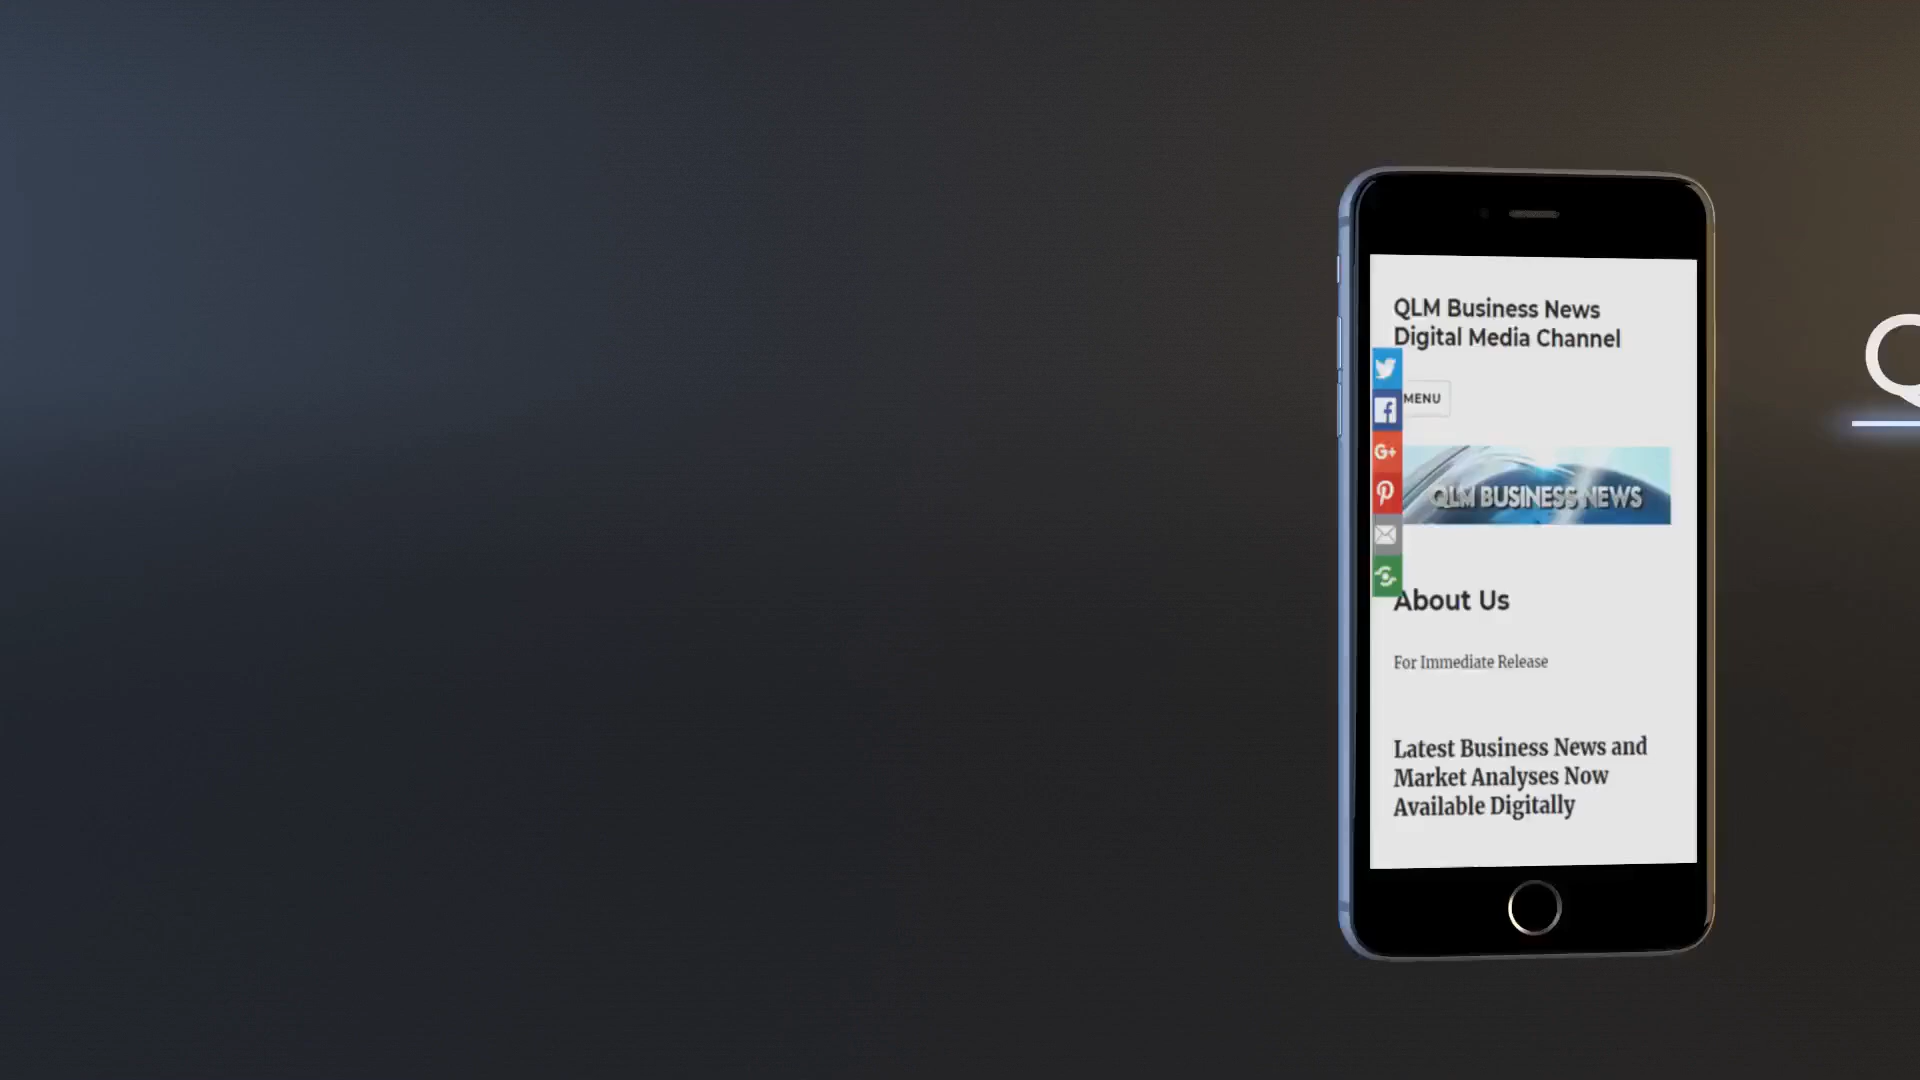 QLM Business News
Digital Media Channel
MENU
QLM BUSINESS NEWS
About Us
For Immediate Release
Latest Business News and
Market Analyses Now
Available Digitally
Q